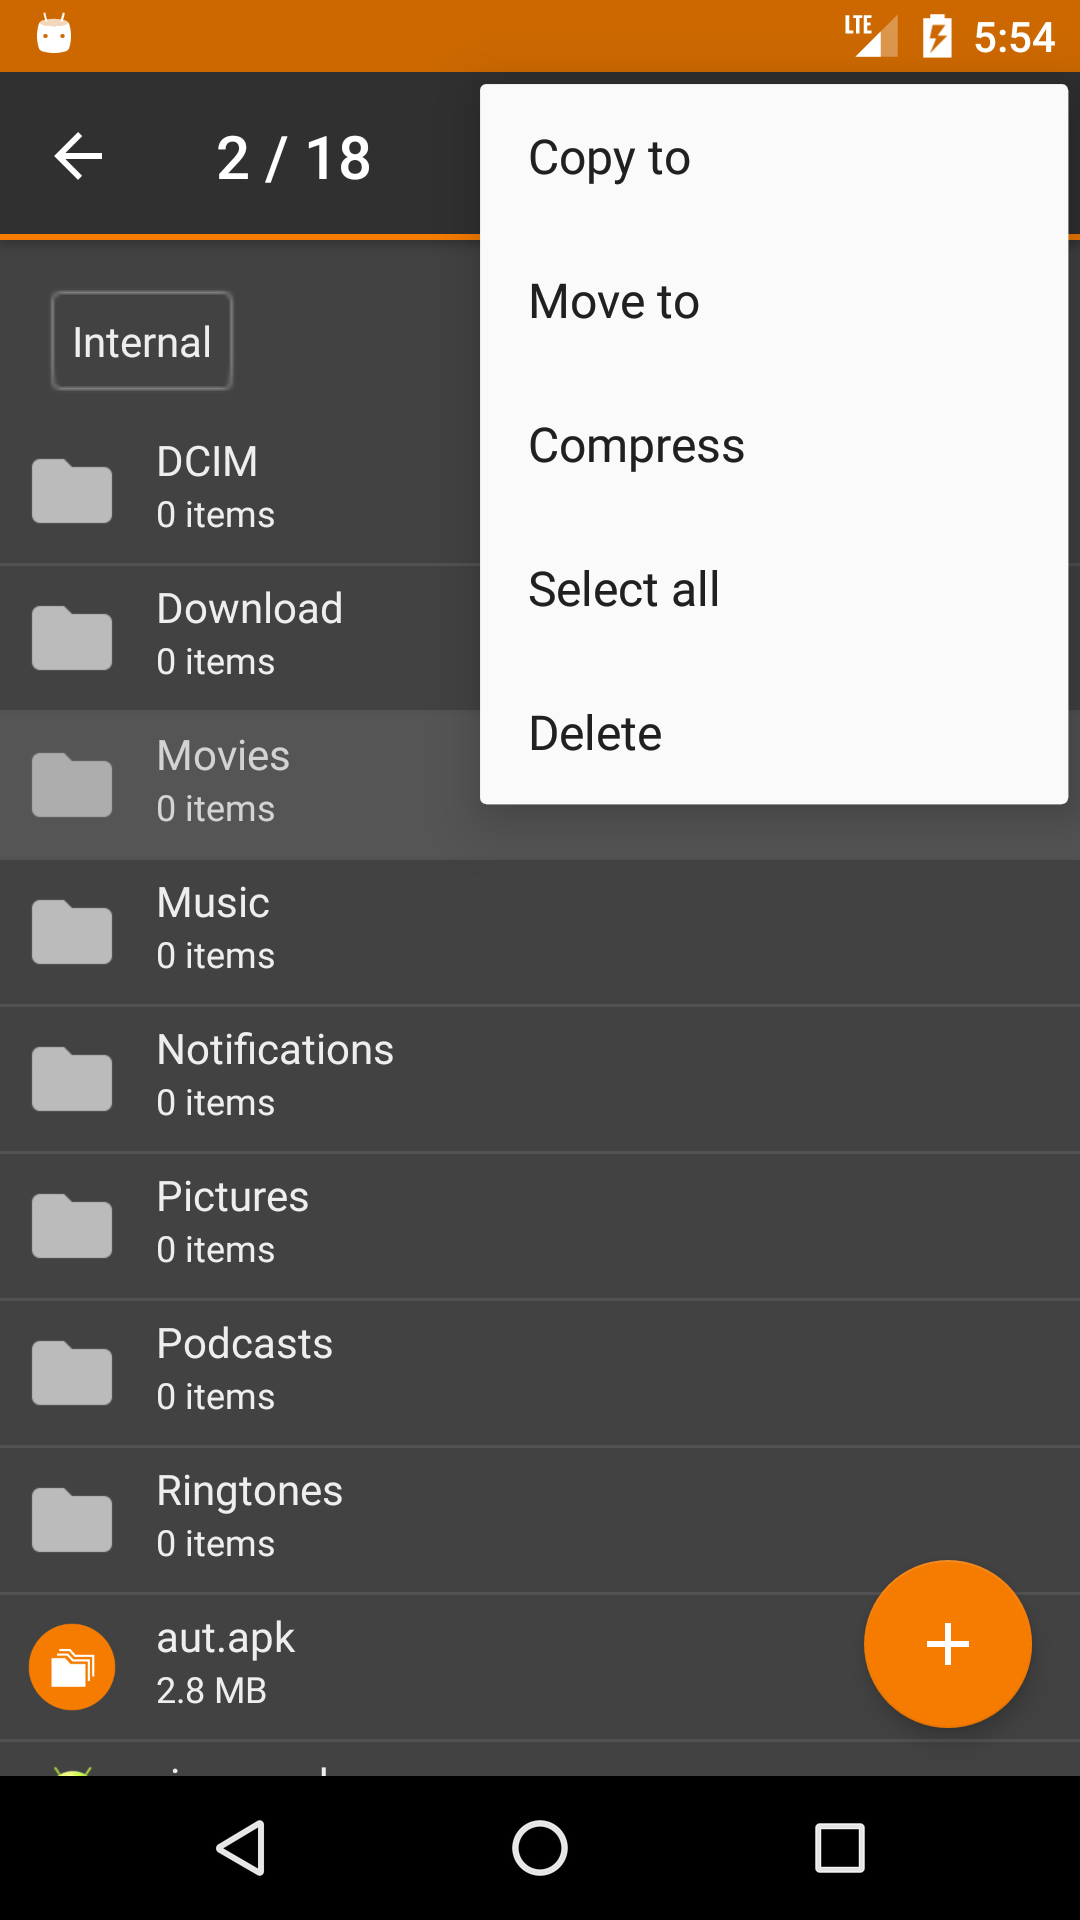 LTE 5:54
2 / 18
Copy to
Move to
Compress
Select all
Delete
Internal
DCIM
0 items
Download
0 items
Movies
0 items
Music
0 items
Notifications
0 items
Pictures
0 items
Podcasts
0 items
Ringtones
0 items
aut.apk
2.8 MB